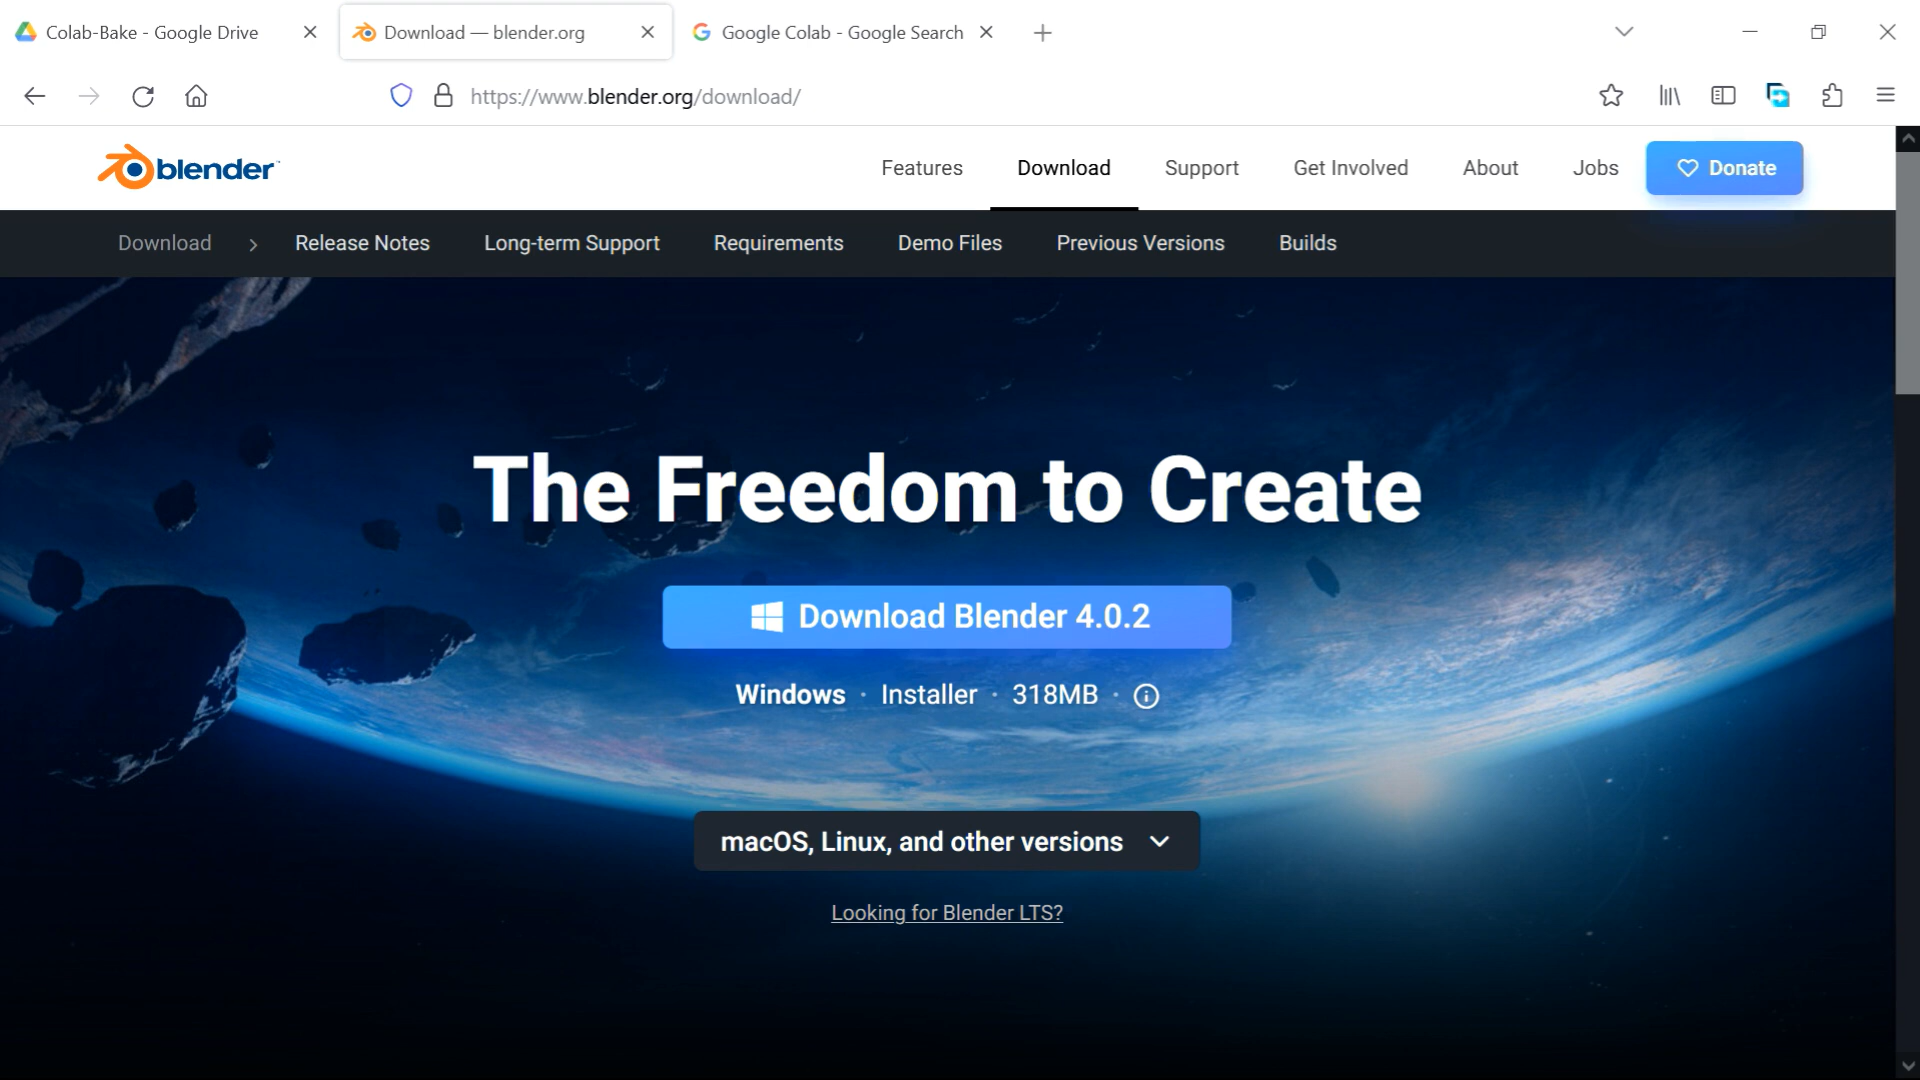 Colab-Bake - Google Drive
Download — blender.org
Google Colab - Google Search
https://www.blender.org/download/
blender
Features
Download
Support
Get Involved
About
Jobs
Donate
Download
Release Notes
Long-term Support
Requirements
Demo Files
Previous Versions
Builds
The Freedom to Create
Download Blender 4.0.2
Windows · Installer · 318MB ·
macOS, Linux, and other versions
Looking for Blender LTS?